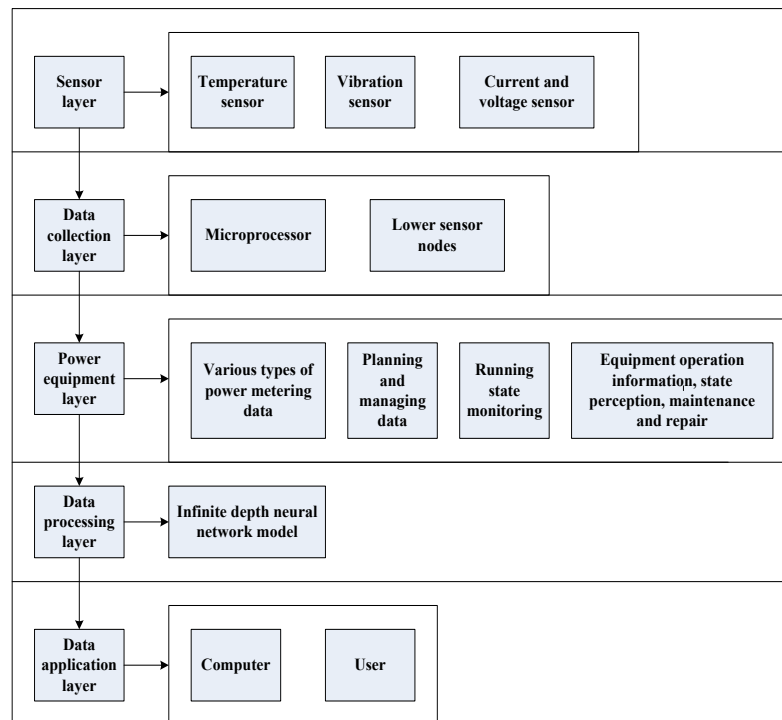 Sensor
layer
Temperature
sensor
Vibration
sensor
Current and
voltage sensor
Data
collection
layer
Microprocessor
Lower sensor
nodes
Power
equipment
layer
Various types of
power metering
data
Planning
and
managing
data
Running
state
monitoring
Equipment operation
information, state
perception, maintenance
and repair
Data
processing
layer
Infinite depth neural
network model
Data
application
layer
Computer
User